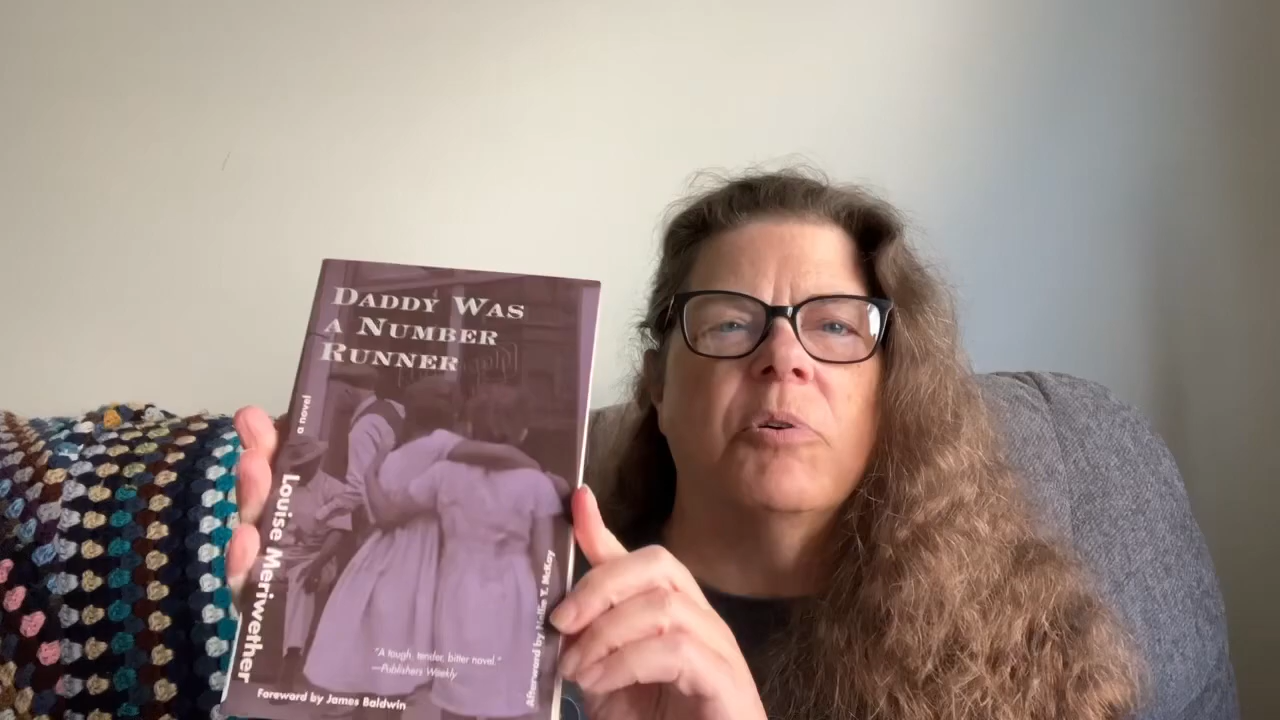 DADDY WAS
A NUMBER
RUNNER
a novel
Louise Meriwether
"A tough, tender, bitter novel."
—Publishers Weekly
Foreword by James Baldwin
Afterword by Nellie Y. McKay